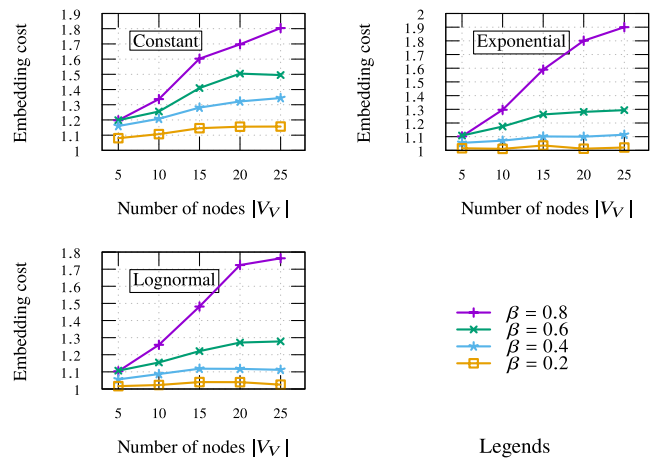 Embedding cost
1.9
1.8
1.7
1.6
1.5
1.4
1.3
1.2
1.1
1
Constant
5 10 15 20 25
Number of nodes |V_V|
Embedding cost
2
1.9
1.8
1.7
1.6
1.5
1.4
1.3
1.2
1.1
1
Exponential
5 10 15 20 25
Number of nodes |V_V|
Embedding cost
1.8
1.7
1.6
1.5
1.4
1.3
1.2
1.1
1
Lognormal
5 10 15 20 25
Number of nodes |V_V|
β = 0.8
β = 0.6
β = 0.4
β = 0.2
Legends